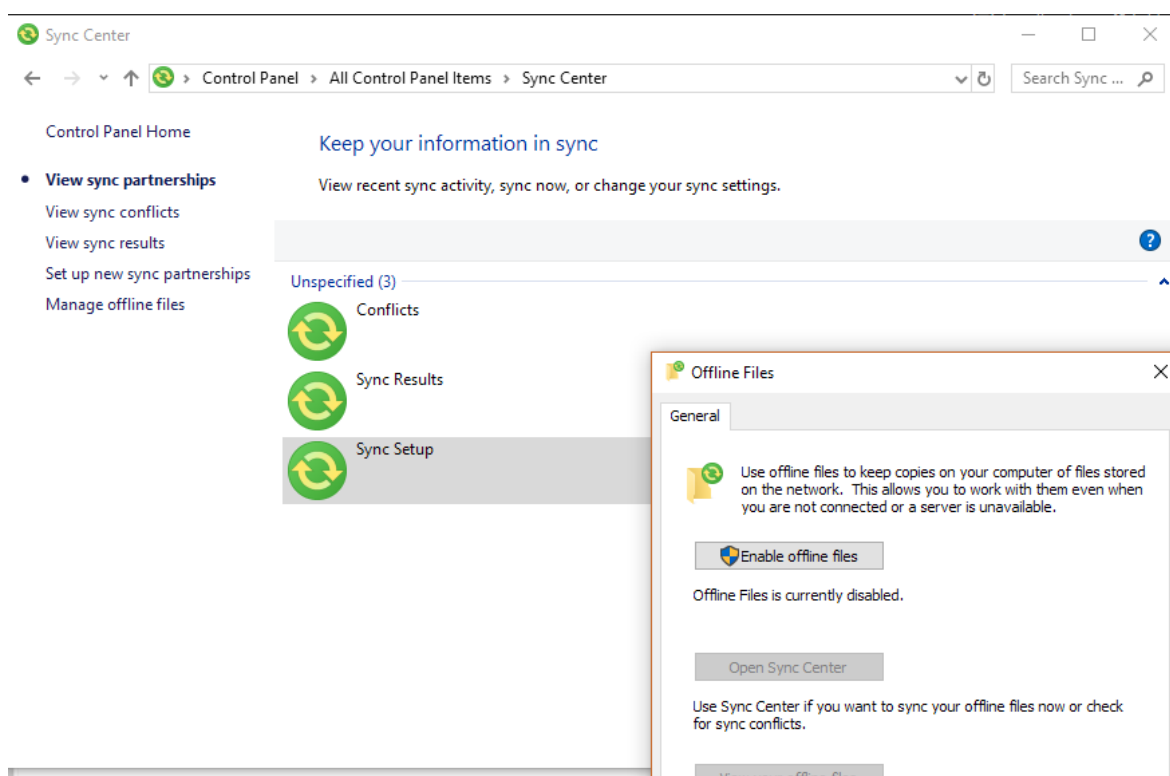 Sync Center
Control Panel > All Control Panel Items > Sync Center
Search Sync ...
Control Panel Home
Keep your information in sync
View sync partnerships
View recent sync activity, sync now, or change your sync settings.
View sync conflicts
View sync results
Set up new sync partnerships
Manage offline files
?
Unspecified (3)
Conflicts
Sync Results
Sync Setup
Offline Files
General
Use offline files to keep copies on your computer of files stored
on the network. This allows you to work with them even when
you are not connected or a server is unavailable.
Enable offline files
Offline Files is currently disabled.
Open Sync Center
Use Sync Center if you want to sync your offline files now or check
for sync conflicts.